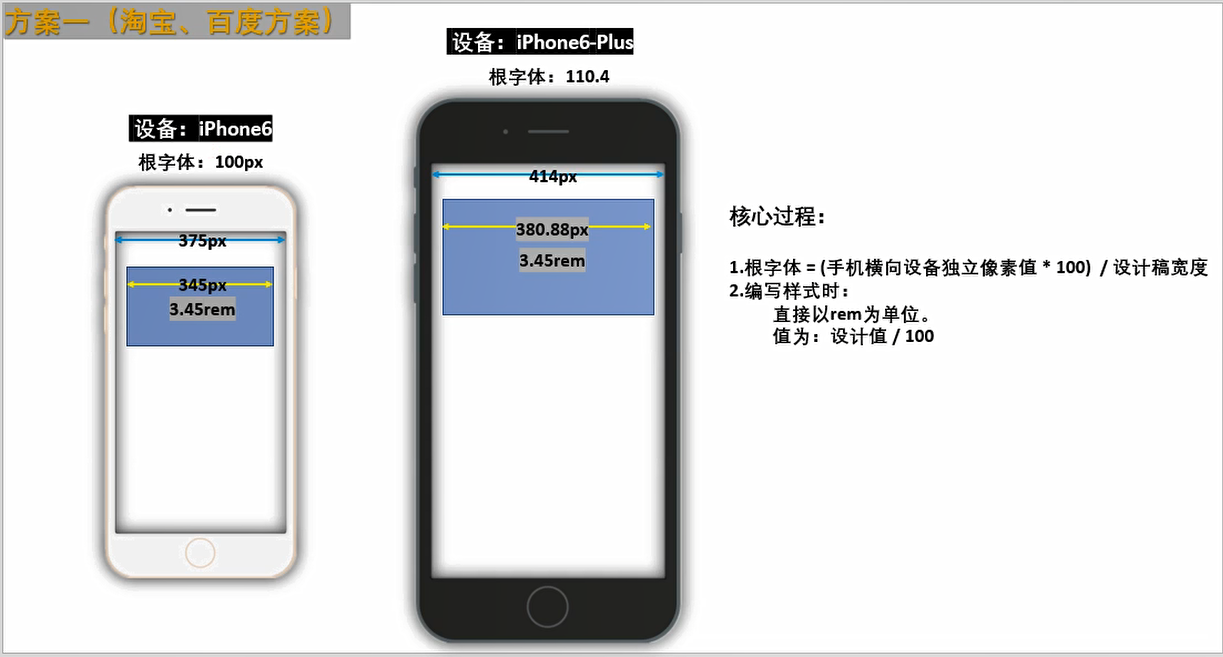 方案一（淘宝、百度方案）
设备：iPhone6-Plus
根字体：110.4
设备：iPhone6
根字体：100px
414px
380.88px
3.45rem
375px
345px
3.45rem
核心过程：
1.根字体 = (手机横向设备独立像素值 * 100) / 设计稿宽度
2.编写样式时：
直接以rem为单位。
值为：设计值 / 100